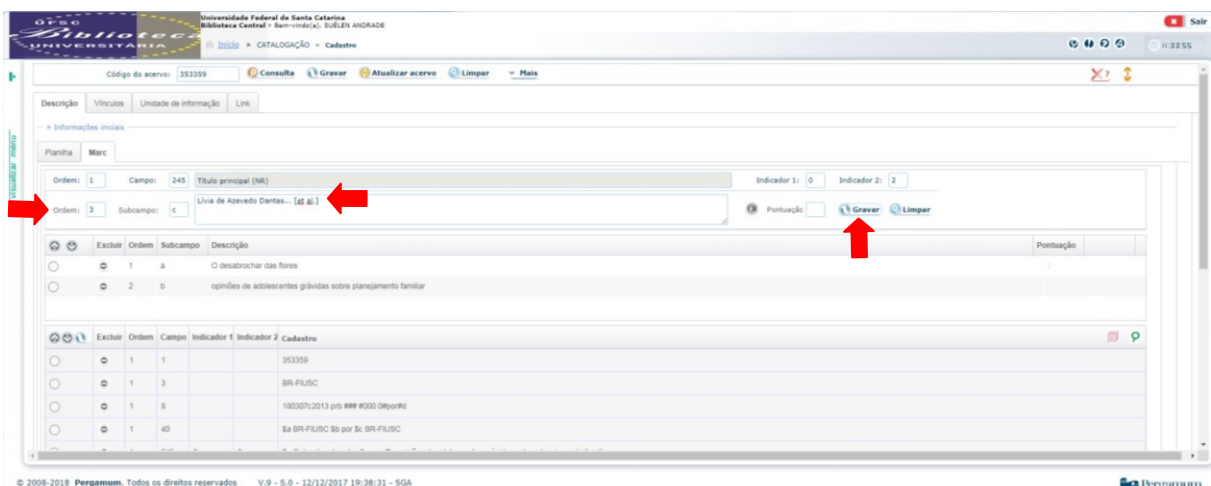 ufsc
Biblioteca
UNIVERSITÁRIA
Universidade Federal de Santa Catarina
Biblioteca Central - Bem-vindo(a), SUÉLEN ANDRADE
Início > CATALOGAÇÃO > Cadastro
Sair
11:33:55
Código do acervo: 353359 Consulta Gravar Atualizar acervo Limpar Mais
visualizar menu
Descrição Vínculos Unidade de informação Link
» Informações iniciais
Planilha Marc
Ordem: 1 Campo: 245 Título principal (NR) Indicador 1: 0 Indicador 2: 2
Ordem: 3 Subcampo: c Lívia de Azevedo Dantas... [et al.] Pontuação Gravar Limpar
Excluir Ordem Subcampo Descrição Pontuação
1 a O desabrochar das flores :
2 b opiniões de adolescentes grávidas sobre planejamento familiar
Excluir Ordem Campo Indicador 1 Indicador 2 Cadastro
1 1 353359
1 3 BR-FlUSC
1 8 180307c2013 prb ### #000 0#por#d
1 40 $a BR-FlUSC $b por $c BR-FlUSC
© 2008-2018 Pergamum. Todos os direitos reservados V.9 - S.0 - 12/12/2017 19:38:31 - SGA
Pergamum